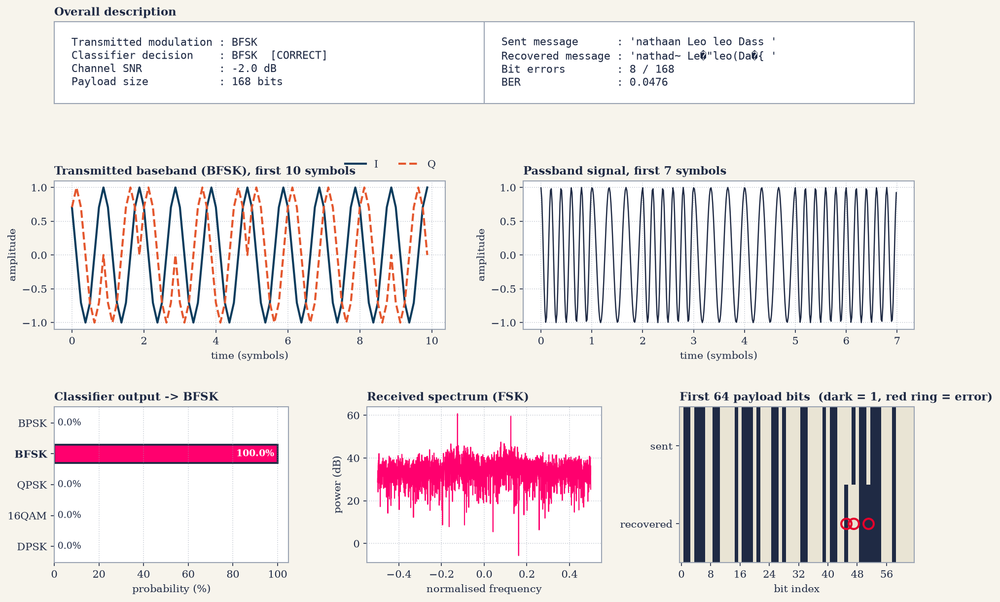 Overall description
Transmitted modulation : BFSK
Classifier decision    : BFSK  [CORRECT]
Channel SNR            : -2.0 dB
Payload size           : 168 bits
Sent message      : 'nathaan Leo leo Dass '
Recovered message : 'nathad~ Le�"leo(Da�{ '
Bit errors        : 8 / 168
BER               : 0.0476
Transmitted baseband (BFSK), first 10 symbols
I Q
1.0
0.5
0.0
−0.5
−1.0
amplitude
0 2 4 6 8 10
time (symbols)
Passband signal, first 7 symbols
1.0
0.5
0.0
−0.5
−1.0
amplitude
0 1 2 3 4 5 6 7
time (symbols)
Classifier output -> BFSK
BPSK 0.0%
BFSK 100.0%
QPSK 0.0%
16QAM 0.0%
DPSK 0.0%
0 20 40 60 80 100
probability (%)
Received spectrum (FSK)
60
40
20
0
power (dB)
−0.4 −0.2 0.0 0.2 0.4
normalised frequency
First 64 payload bits  (dark = 1, red ring = error)
sent
recovered
0 8 16 24 32 40 48 56
bit index